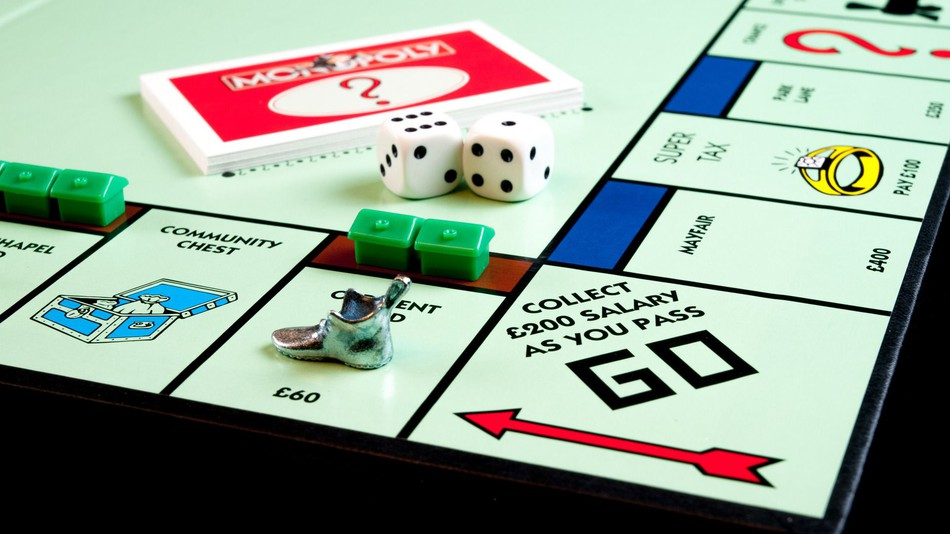 MONOPOLY
?
?
PARK
LANE
£350
SUPER
TAX
PAY £100
MAYFAIR
£400
COMMUNITY
CHEST
£60
COLLECT
£200 SALARY
AS YOU PASS
GO